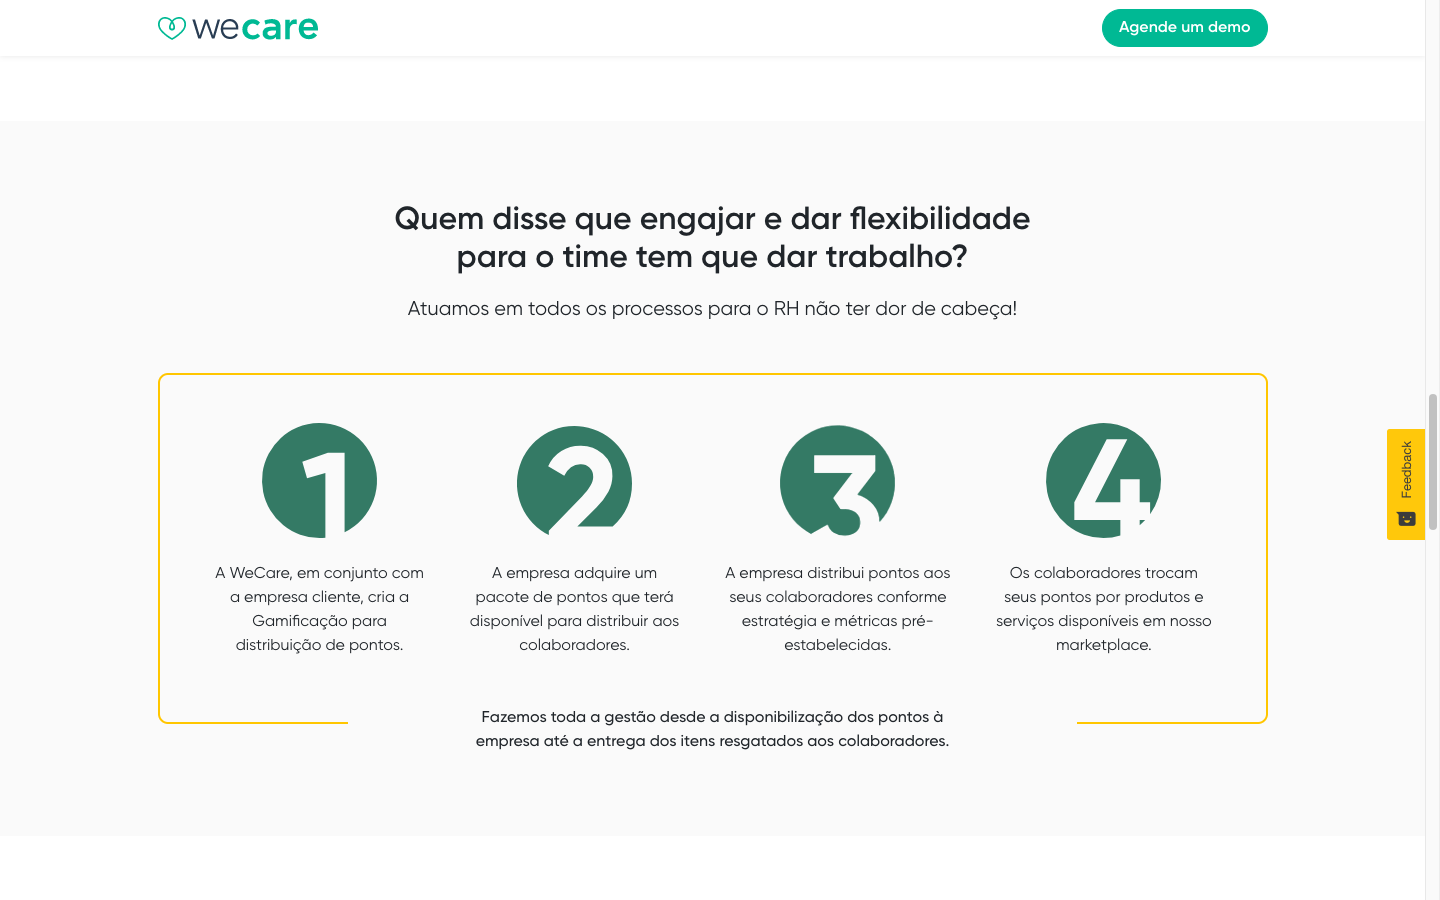 wecare
Agende um demo
Quem disse que engajar e dar flexibilidade
para o time tem que dar trabalho?
Atuamos em todos os processos para o RH não ter dor de cabeça!
1
A WeCare, em conjunto com
a empresa cliente, cria a
Gamificação para
distribuição de pontos.
2
A empresa adquire um
pacote de pontos que terá
disponível para distribuir aos
colaboradores.
3
A empresa distribui pontos aos
seus colaboradores conforme
estratégia e métricas pré-
estabelecidas.
4
Os colaboradores trocam
seus pontos por produtos e
serviços disponíveis em nosso
marketplace.
Fazemos toda a gestão desde a disponibilização dos pontos à
empresa até a entrega dos itens resgatados aos colaboradores.
Feedback